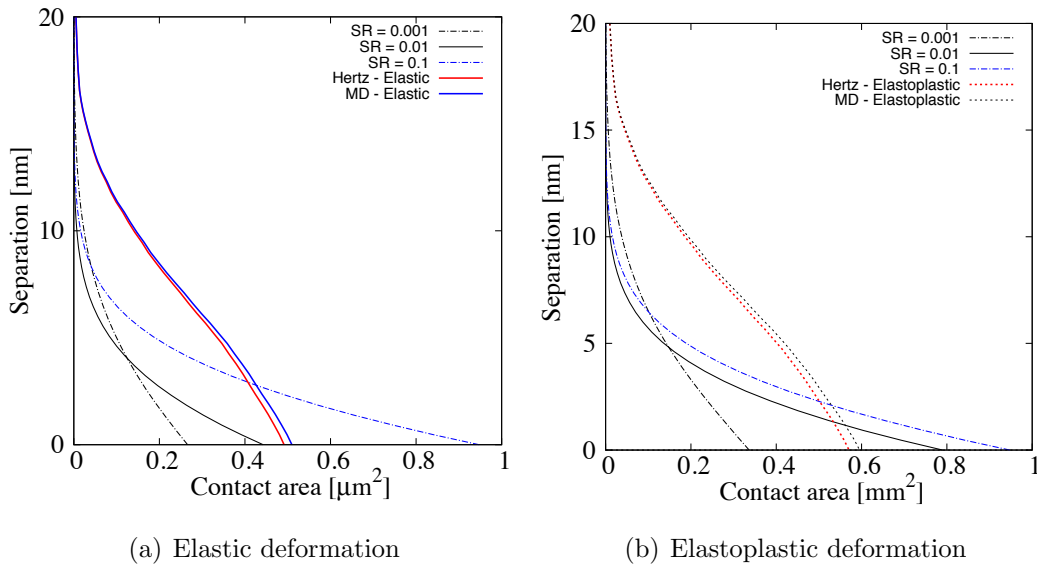 20
10
0
0
0.2
0.4
0.6
0.8
1
Separation [nm]
Contact area [μm²]
SR = 0.001
SR = 0.01
SR = 0.1
Hertz - Elastic
MD - Elastic
(a) Elastic deformation
20
15
10
5
0
0
0.2
0.4
0.6
0.8
1
Separation [nm]
Contact area [mm²]
SR = 0.001
SR = 0.01
SR = 0.1
Hertz - Elastoplastic
MD - Elastoplastic
(b) Elastoplastic deformation